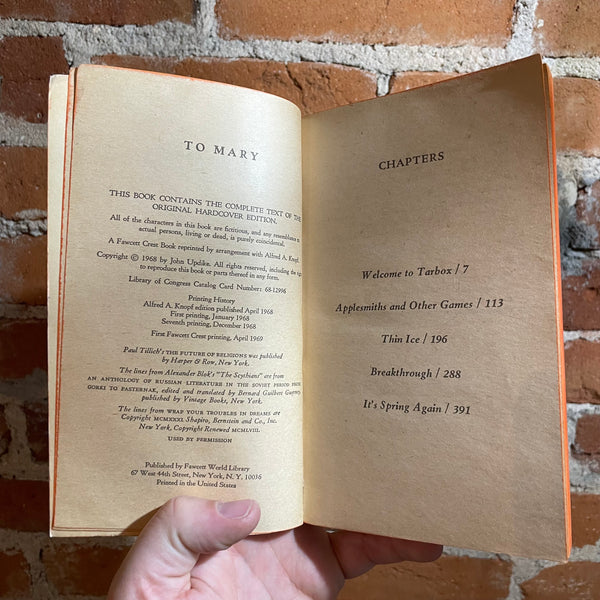 TO MARY
THIS BOOK CONTAINS THE COMPLETE TEXT OF THE
ORIGINAL HARDCOVER EDITION.
All of the characters in this book are fictitious, and any resemblance to
actual persons, living or dead, is purely coincidental.
A Fawcett Crest Book reprinted by arrangement with Alfred A. Knopf.
Copyright © 1968 by John Updike. All rights reserved, including the right
to reproduce this book or parts thereof in any form.
Library of Congress Catalog Card Number: 68-12996
Printing History
Alfred A. Knopf edition published April 1968
First printing, January 1968
Seventh printing, December 1968
First Fawcett Crest printing, April 1969
Paul Tillich's THE FUTURE OF RELIGIONS was published
by Harper & Row, New York.
The lines from Alexander Blok's "The Scythians" are from
AN ANTHOLOGY OF RUSSIAN LITERATURE IN THE SOVIET PERIOD FROM
GORKI TO PASTERNAK, edited and translated by Bernard Guilbert Guerney,
published by Vintage Books, New York.
The lines from WRAP YOUR TROUBLES IN DREAMS are
Copyright MCMXXXI Shapiro, Bernstein and Co., Inc.
New York, Copyright Renewed MCMLVIII.
USED BY PERMISSION
Published by Fawcett World Library
67 West 44th Street, New York, N. Y. 10036
Printed in the United States
CHAPTERS
Welcome to Tarbox / 7
Applesmiths and Other Games / 113
Thin Ice / 196
Breakthrough / 288
It's Spring Again / 391